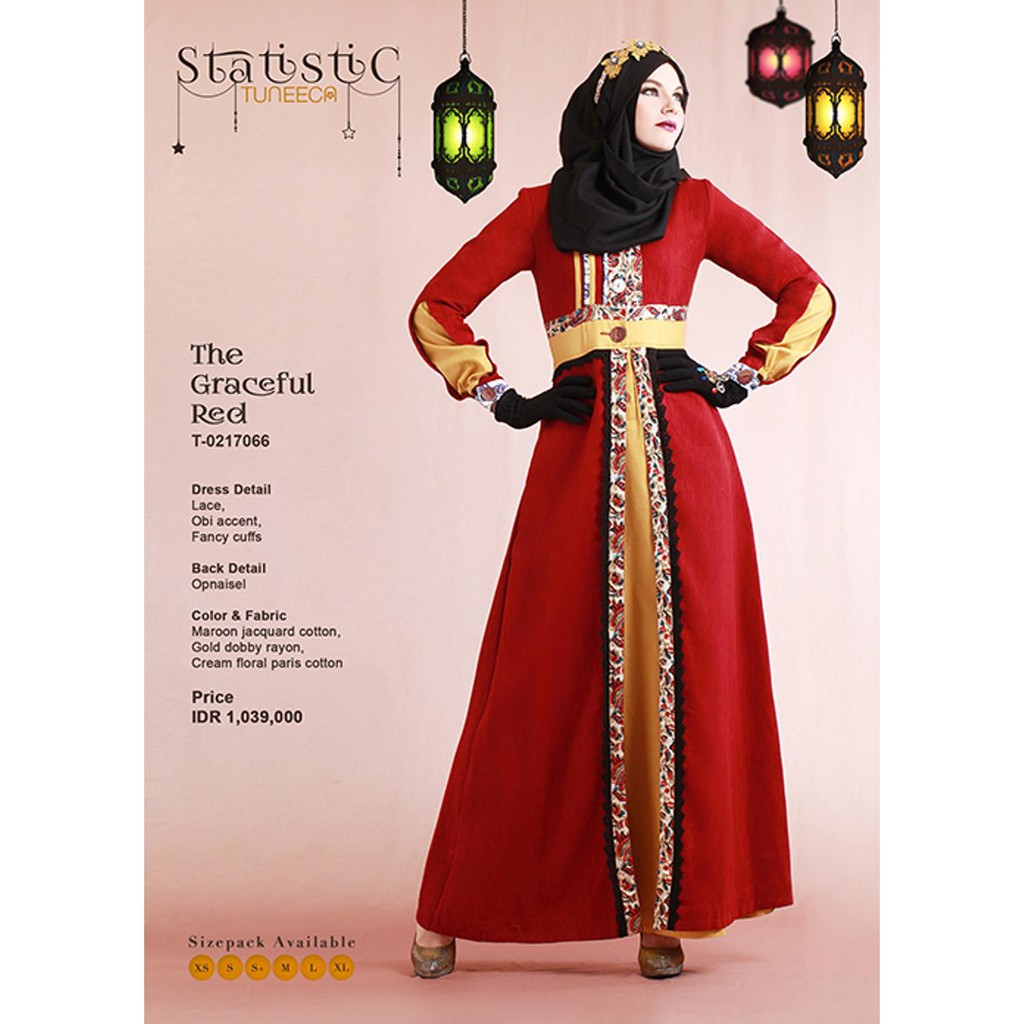 StatistiC
TUNEECA
The
Graceful
Red
T-0217066
Dress Detail
Lace,
Obi accent,
Fancy cuffs
Back Detail
Opnaisel
Color & Fabric
Maroon jacquard cotton,
Gold dobby rayon,
Cream floral paris cotton
Price
IDR 1,039,000
Sizepack Available
XS S S+ M L XL